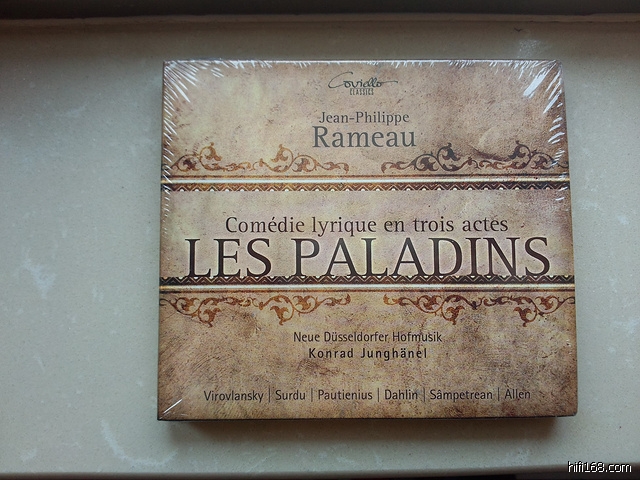 Coviello
CLASSICS
Jean-Philippe
Rameau
Comédie lyrique en trois actes
LES PALADINS
Neue Düsseldorfer Hofmusik
Konrad Junghänel
Virovlansky | Surdu | Pautienius | Dahlin | Sâmpetrean | Allen
hifi168.com